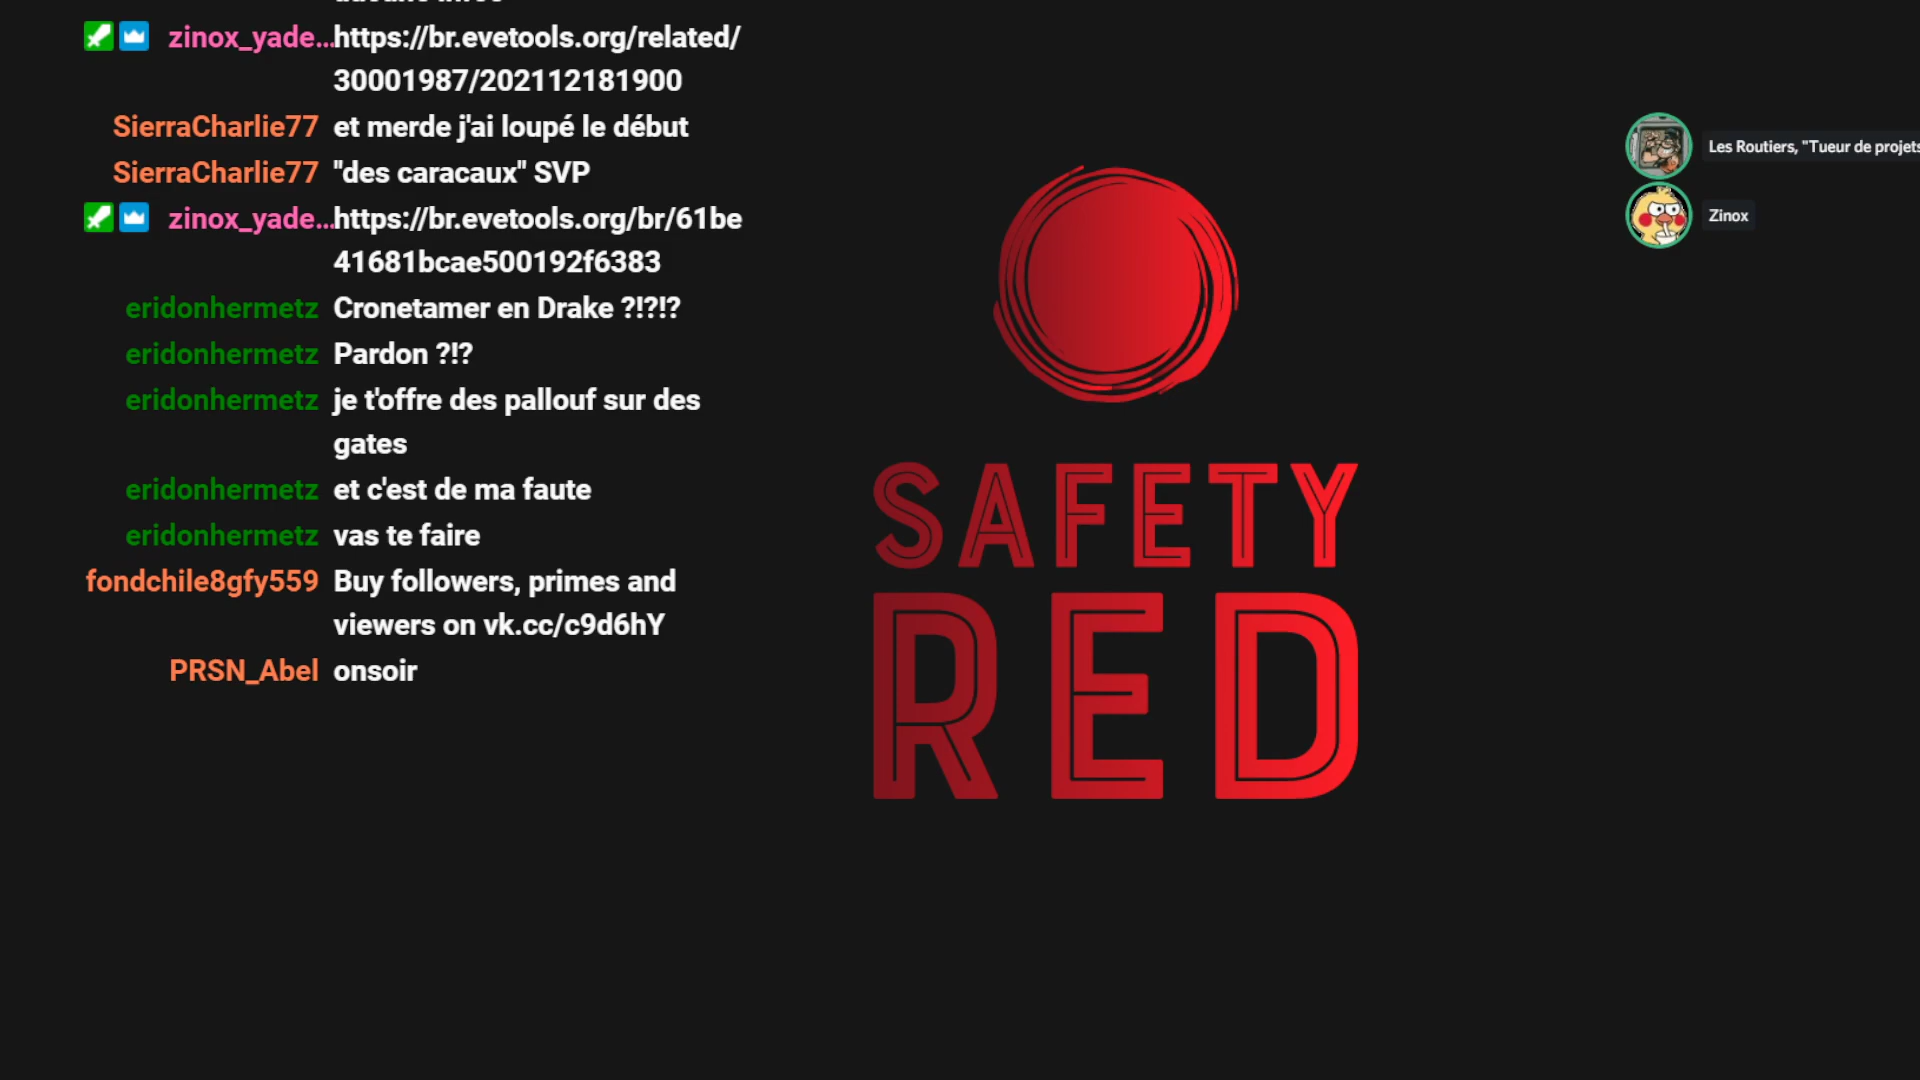 zinox_yade... https://br.evetools.org/related/
30001987/202112181900
SierraCharlie77 et merde j'ai loupé le début
SierraCharlie77 "des caracaux" SVP
zinox_yade... https://br.evetools.org/br/61be
41681bcae500192f6383
eridonhermetz Cronetamer en Drake ?!?!?
eridonhermetz Pardon ?!?
eridonhermetz je t'offre des pallouf sur des
gates
eridonhermetz et c'est de ma faute
eridonhermetz vas te faire
fondchile8gfy559 Buy followers, primes and
viewers on vk.cc/c9d6hY
PRSN_Abel onsoir
SAFETY
RED
Les Routiers, "Tueur de projets
Zinox